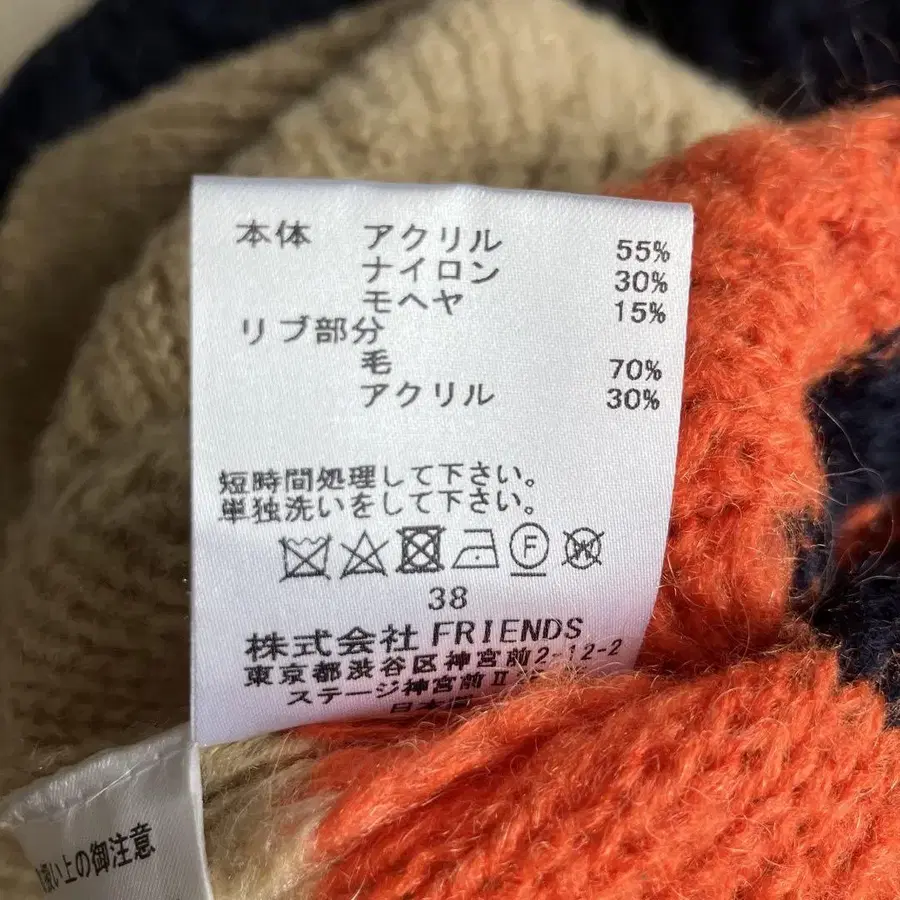 本体 アクリル 55%
ナイロン 30%
モヘヤ 15%
リブ部分
毛 70%
アクリル 30%
短時間処理して下さい。
単独洗いをして下さい。
F W
38
株式会社 FRIENDS
東京都渋谷区神宮前2-12-2
ステージ神宮前Ⅱ
日本
い上の御注意